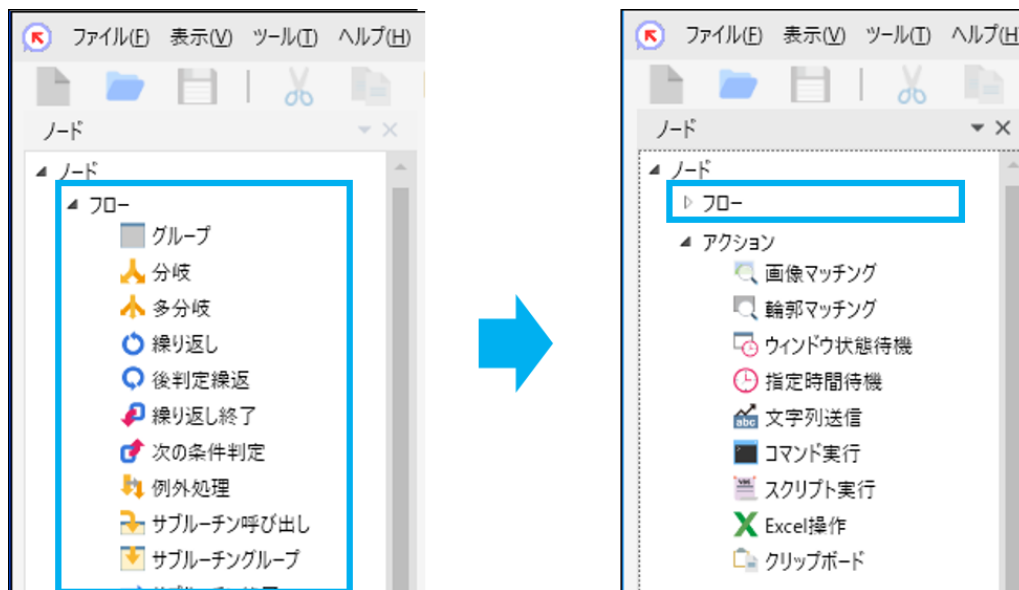 ファイル(F) 表示(V) ツール(T) ヘルプ(H)
ノード
ノード
フロー
グループ
分岐
多分岐
繰り返し
後判定繰返
繰り返し終了
次の条件判定
例外処理
サブルーチン呼び出し
サブルーチングループ
ファイル(F) 表示(V) ツール(T) ヘルプ(H
ノード
ノード
フロー
アクション
画像マッチング
輪郭マッチング
ウィンドウ状態待機
指定時間待機
文字列送信
コマンド実行
スクリプト実行
Excel操作
クリップボード